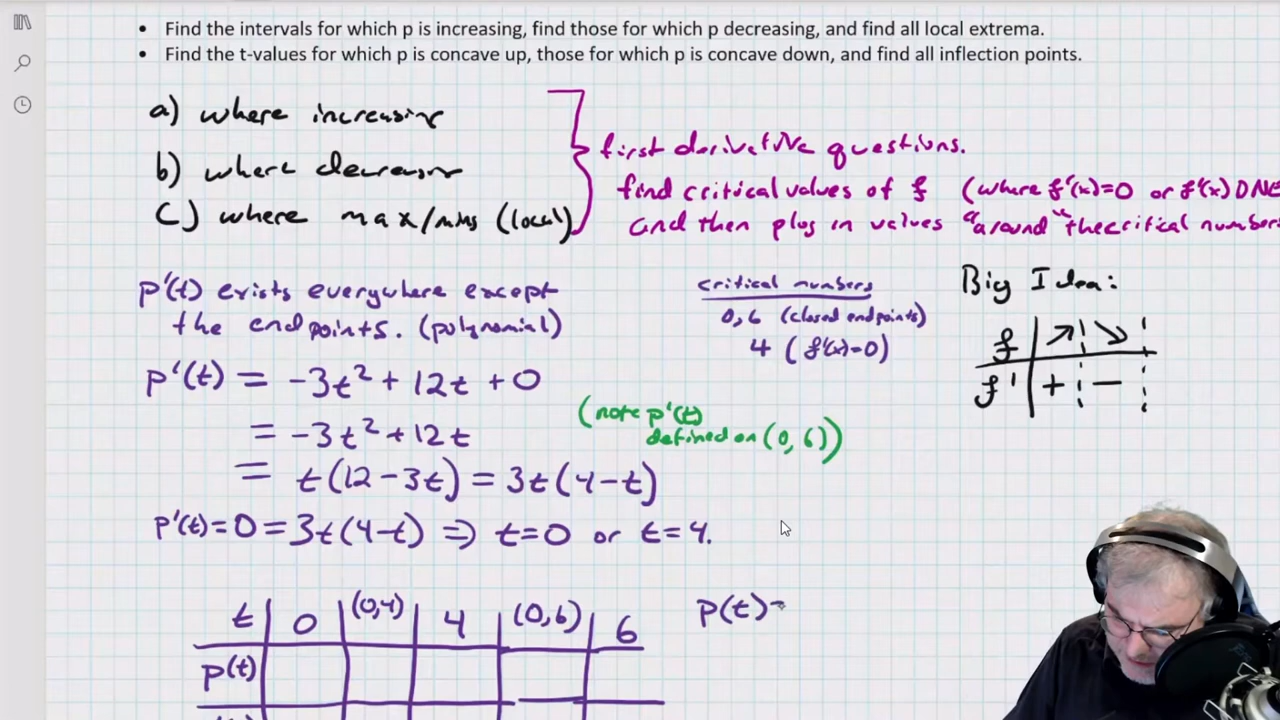 • Find the intervals for which p is increasing, find those for which p decreasing, and find all local extrema.
• Find the t-values for which p is concave up, those for which p is concave down, and find all inflection points.
a) where increasing
b) where decreasing
c) where max/mins (local)
first derivative questions.
find critical values of f (where f'(x)=0 or f'(x) DNE
and then plug in values "around" the critical numbers
p'(t) exists everywhere except
the endpoints. (polynomial)
p'(t) = -3t² + 12t + 0
= -3t² + 12t
= t(12-3t) = 3t(4-t)
p'(t)=0=3t(4-t) ⇒ t=0 or t=4.
critical numbers
0,6 (closed endpoints)
4 (f'(x)=0)
(note p'(t)
defined on (0,6))
Big Idea:
f ↗ ↘
f' + −
t 0 (0,4) 4 (0,6) 6
p(t)
p(t)=